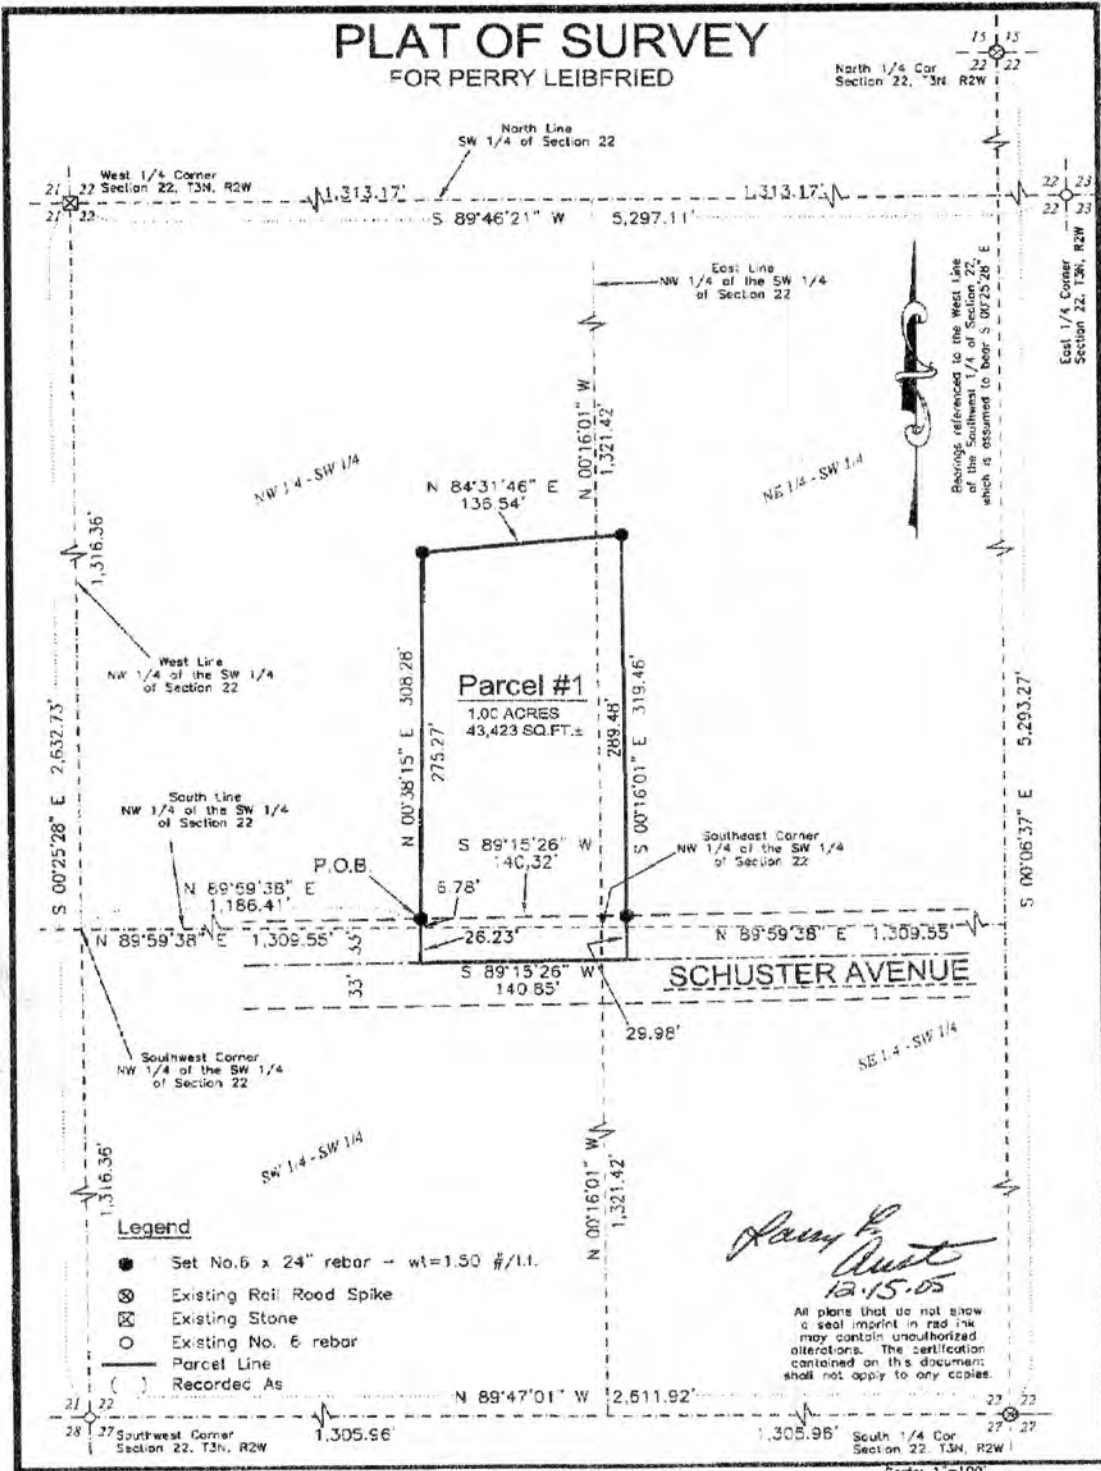 PLAT OF SURVEY
FOR PERRY LEIBFRIED
15 15
22 22
North 1/4 Cor
Section 22, T3N, R2W
North Line
SW 1/4 of Section 22
West 1/4 Corner
Section 22, T3N, R2W
21 22
21 22
1,313.17'
1,313.17'
S 89°46'21" W 5,297.11'
22 23
22 23
East 1/4 Corner
Section 22, T3N, R2W
East Line
NW 1/4 of the SW 1/4
of Section 22
Bearings referenced to the West Line
of the Southwest 1/4 of Section 22,
which is assumed to bear S 00°25'28" E
N 00°16'01" W
1,321.42'
NW 1/4 - SW 1/4
NE 1/4 - SW 1/4
N 84°31'46" E
136.54'
1,316.36'
West Line
NW 1/4 of the SW 1/4
of Section 22
S 00°25'28" E 2,632.73'
N 00°38'15" E 308.28'
275.27'
Parcel #1
1.00 ACRES
43,423 SQ.FT.±
289.48'
S 00°16'01" E 319.46'
S 00°06'37" E 5,293.27'
South Line
NW 1/4 of the SW 1/4
of Section 22
S 89°15'26" W
140.32'
Southeast Corner
NW 1/4 of the SW 1/4
of Section 22
P.O.B.
6.78'
N 89°59'38" E
1,186.41'
N 89°59'38" E 1,309.55'
33'
26.23'
N 89°59'38" E 1,309.55'
S 89°15'26" W
140.85'
SCHUSTER AVENUE
33'
29.98'
Southwest Corner
NW 1/4 of the SW 1/4
of Section 22
SE 1/4 - SW 1/4
SW 1/4 - SW 1/4
1,316.36'
N 00°16'01" W
1,321.42'
Legend
Set No.6 x 24" rebar - wt=1.50 #/l.f.
Existing Rail Road Spike
Existing Stone
Existing No. 6 rebar
Parcel Line
( ) Recorded As
Larry P.
Aust
12.15.05
All plans that do not show
a seal imprint in red ink
may contain unauthorized
alterations. The certifcation
contained on this document
shall not apply to any copies.
N 89°47'01" W 2,611.92'
21 22
28 27
Southwest Corner
Section 22, T3N, R2W
1,305.96'
1,305.96'
22 22
27 27
South 1/4 Cor
Section 22, T3N, R2W
Scale: 1"=100'